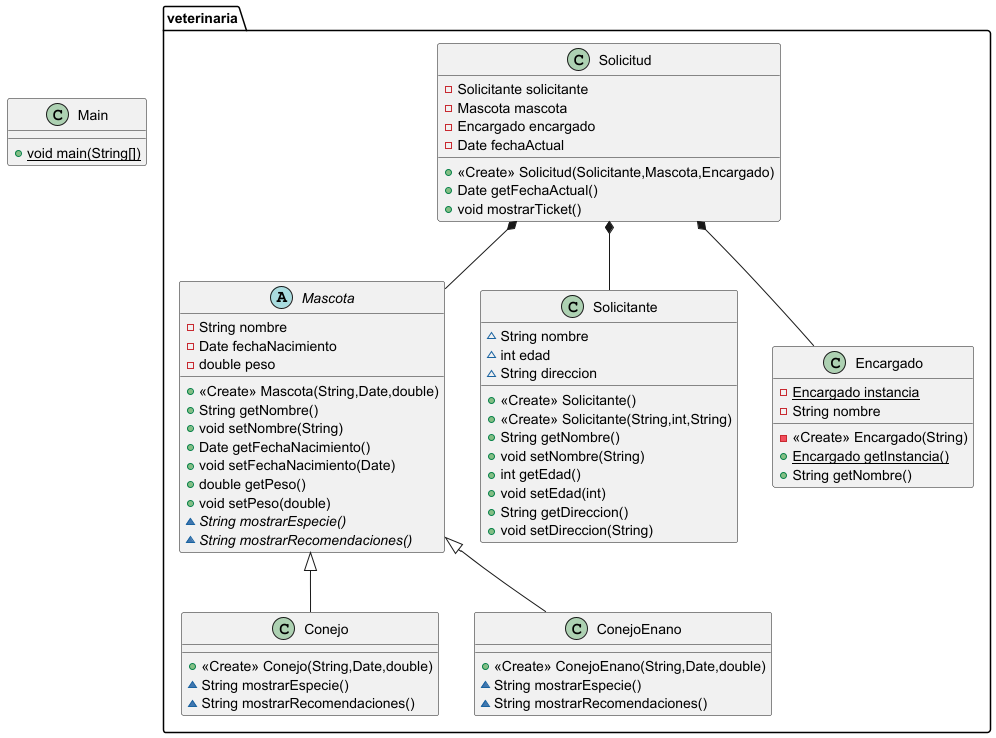 veterinaria
C Solicitud
Solicitante solicitante
Mascota mascota
Encargado encargado
Date fechaActual
«Create» Solicitud(Solicitante,Mascota,Encargado)
Date getFechaActual()
void mostrarTicket()
C Main
void main(String[])
A Mascota
String nombre
Date fechaNacimiento
double peso
«Create» Mascota(String,Date,double)
String getNombre()
void setNombre(String)
Date getFechaNacimiento()
void setFechaNacimiento(Date)
double getPeso()
void setPeso(double)
String mostrarEspecie()
String mostrarRecomendaciones()
C Solicitante
String nombre
int edad
String direccion
«Create» Solicitante()
«Create» Solicitante(String,int,String)
String getNombre()
void setNombre(String)
int getEdad()
void setEdad(int)
String getDireccion()
void setDireccion(String)
C Encargado
Encargado instancia
String nombre
«Create» Encargado(String)
Encargado getInstancia()
String getNombre()
C Conejo
«Create» Conejo(String,Date,double)
String mostrarEspecie()
String mostrarRecomendaciones()
C ConejoEnano
«Create» ConejoEnano(String,Date,double)
String mostrarEspecie()
String mostrarRecomendaciones()